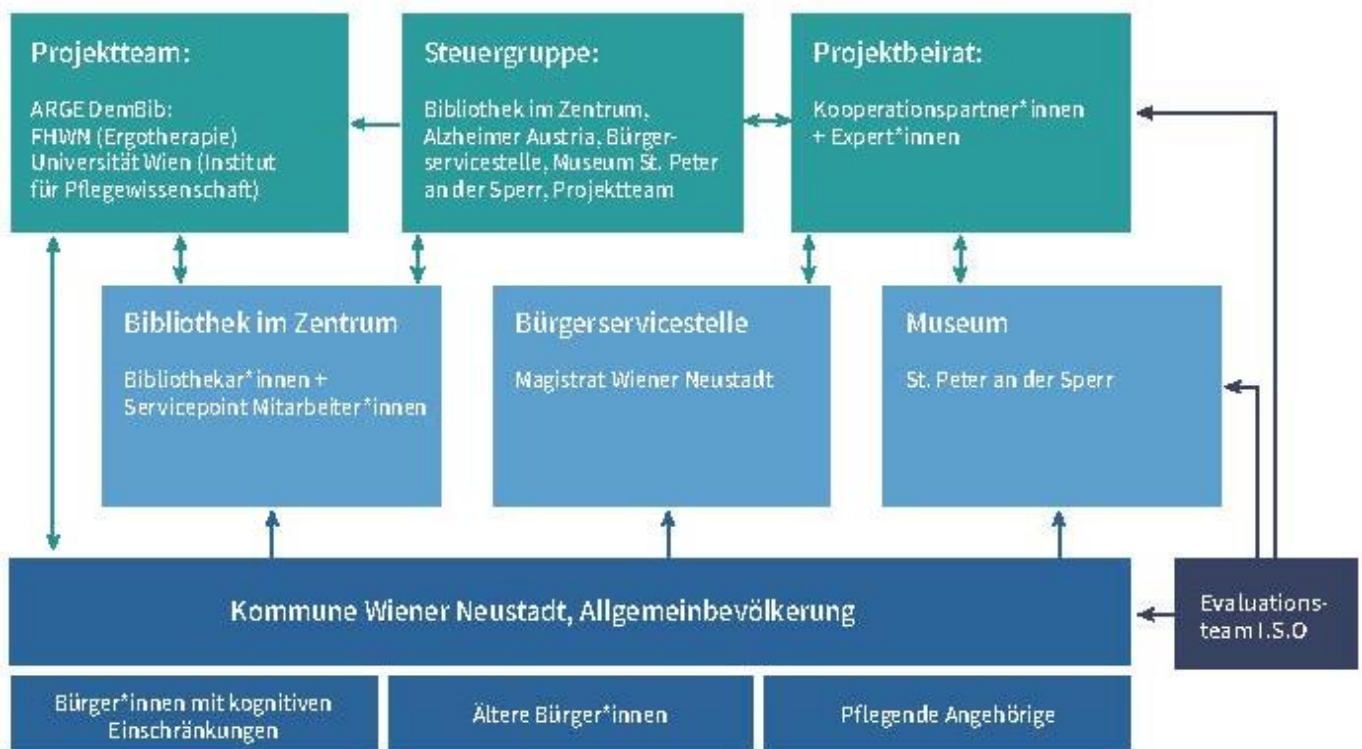 Projektteam:
ARGE DemBib:
FHWN (Ergotherapie)
Universität Wien (Institut
für Pflegewissenschaft)
Steuergruppe:
Bibliothek im Zentrum,
Alzheimer Austria, Bürger-
servicestelle, Museum St. Peter
an der Sperr, Projektteam
Projektbeirat:
Kooperationspartner*innen
+ Expert*innen
Bibliothek im Zentrum
Bibliothekar*innen +
Servicepoint Mitarbeiter*innen
Bürgerservicestelle
Magistrat Wiener Neustadt
Museum
St. Peter an der Sperr
Kommune Wiener Neustadt, Allgemeinbevölkerung
Evaluations-
team I.S.O
Bürger*innen mit kognitiven
Einschränkungen
Ältere Bürger*innen
Pflegende Angehörige